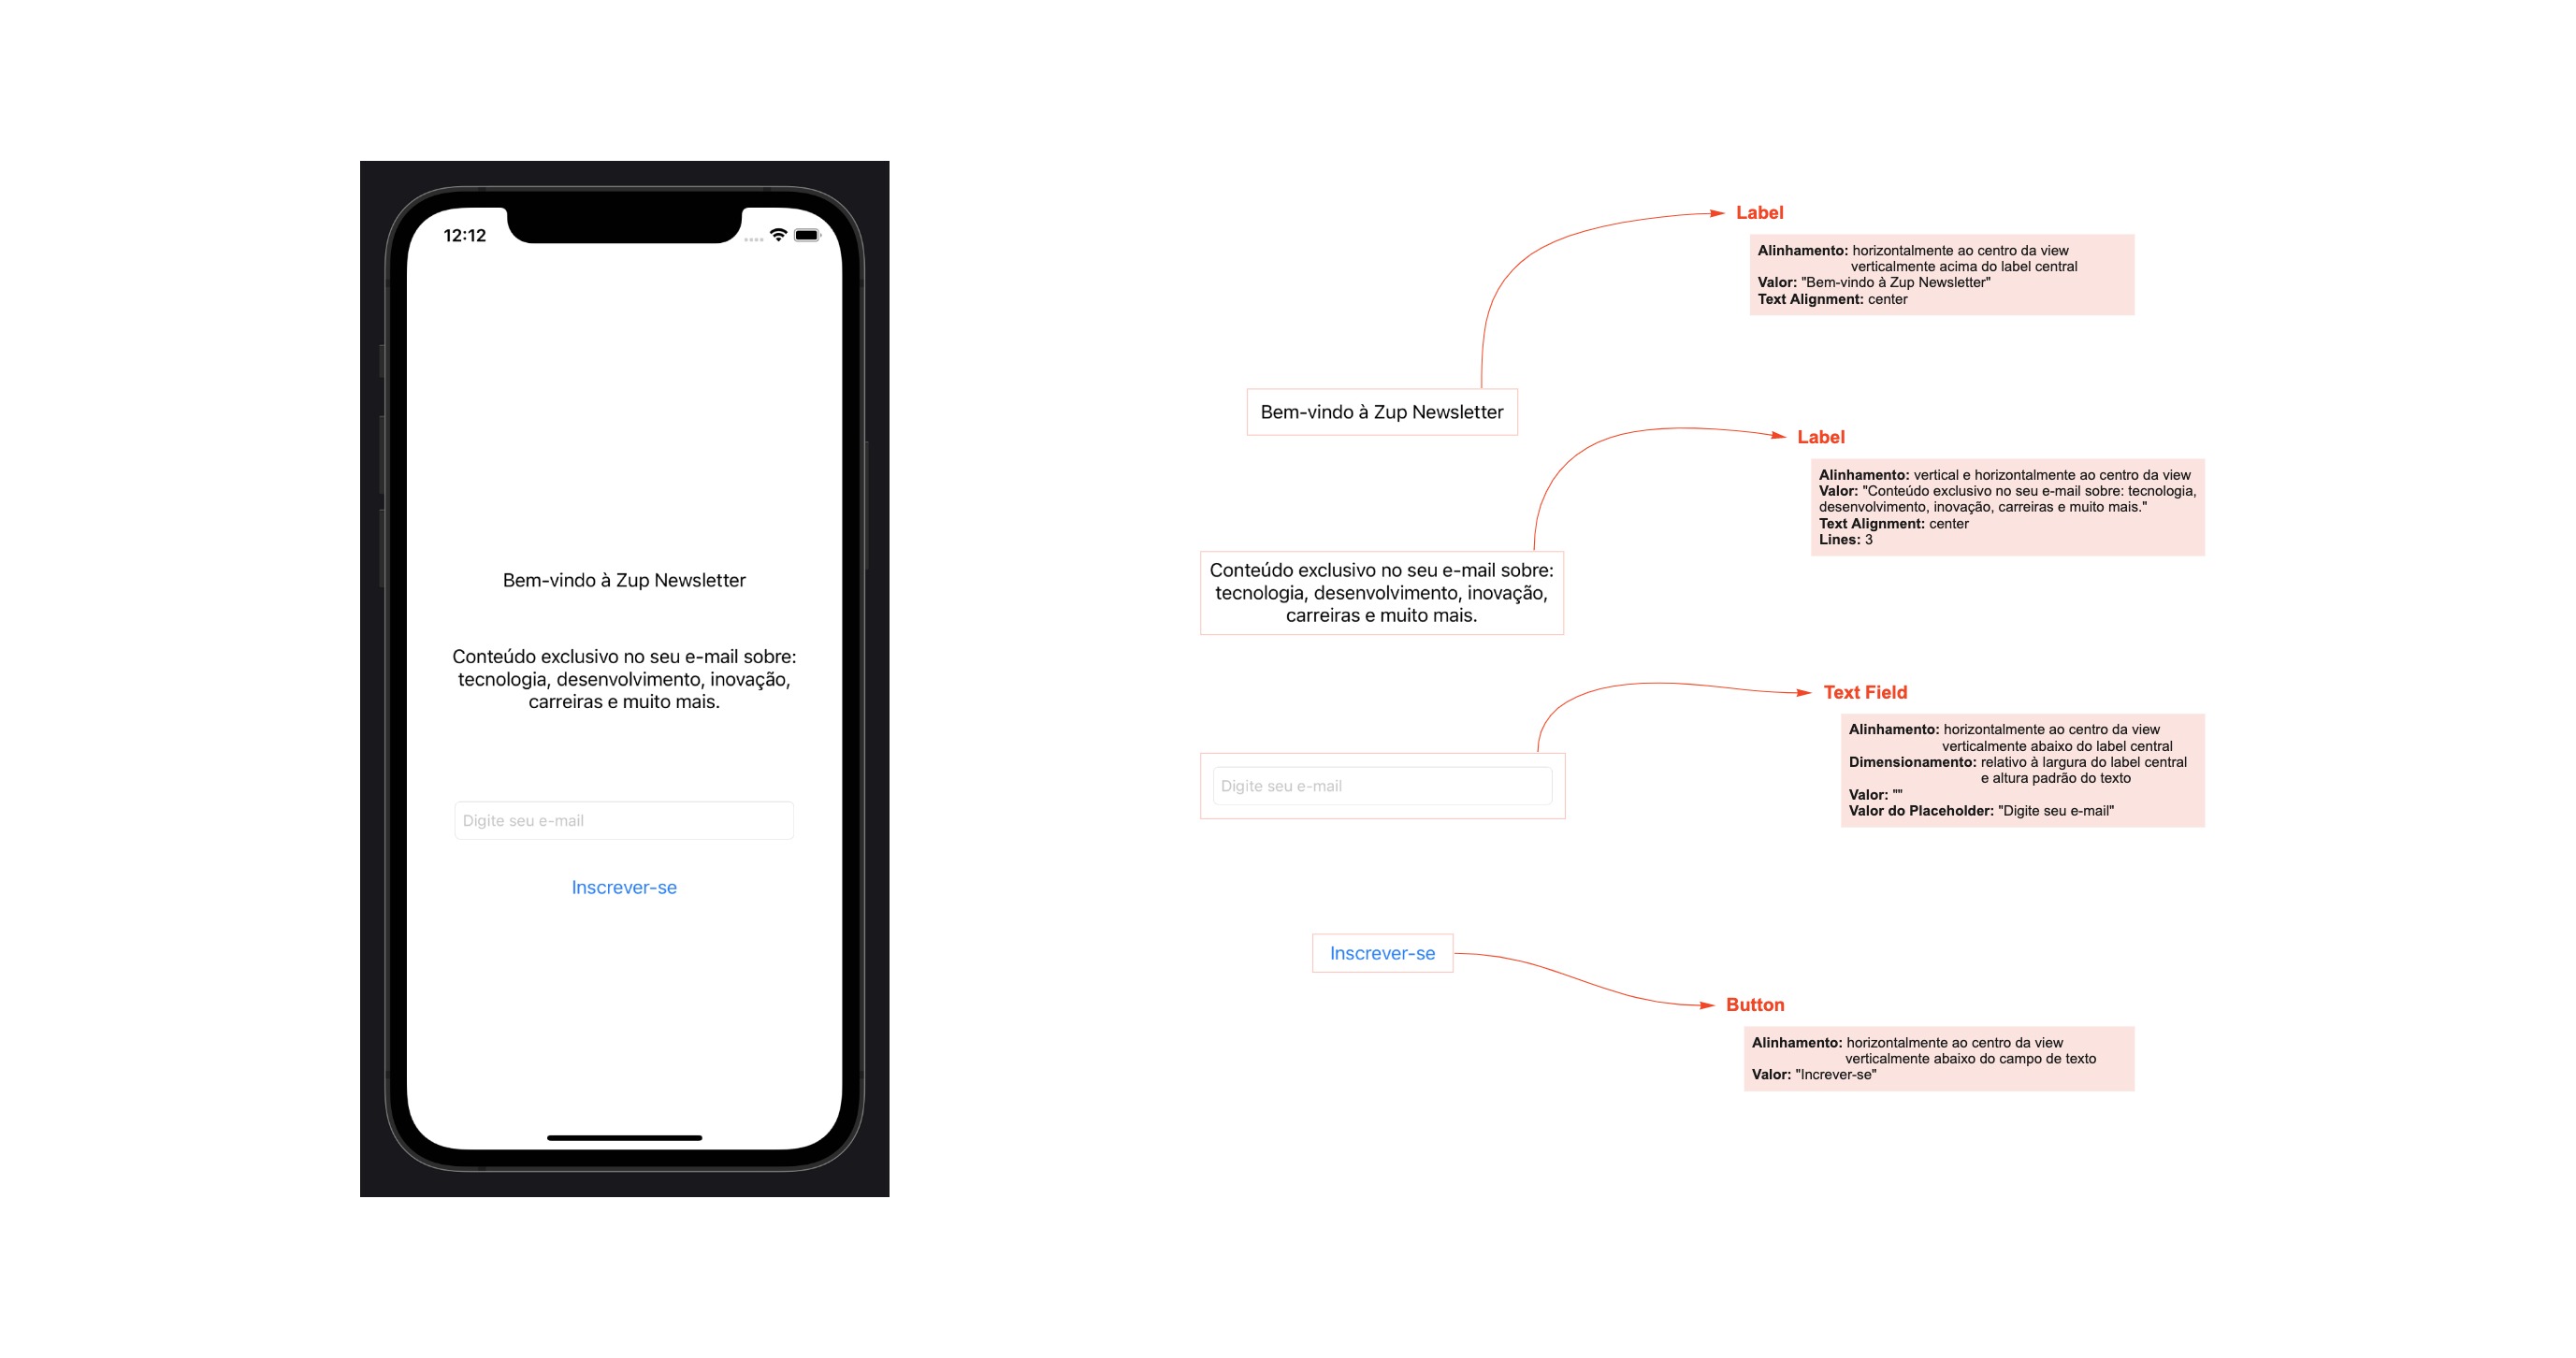 12:12
Bem-vindo à Zup Newsletter
Conteúdo exclusivo no seu e-mail sobre:
tecnologia, desenvolvimento, inovação,
carreiras e muito mais.
Digite seu e-mail
Inscrever-se
Label
Alinhamento: horizontalmente ao centro da view
verticalmente acima do label central
Valor: "Bem-vindo à Zup Newsletter"
Text Alignment: center
Bem-vindo à Zup Newsletter
Label
Alinhamento: vertical e horizontalmente ao centro da view
Valor: "Conteúdo exclusivo no seu e-mail sobre: tecnologia,
desenvolvimento, inovação, carreiras e muito mais."
Text Alignment: center
Lines: 3
Conteúdo exclusivo no seu e-mail sobre:
tecnologia, desenvolvimento, inovação,
carreiras e muito mais.
Text Field
Alinhamento: horizontalmente ao centro da view
verticalmente abaixo do label central
Dimensionamento: relativo à largura do label central
e altura padrão do texto
Valor: ""
Valor do Placeholder: "Digite seu e-mail"
Digite seu e-mail
Inscrever-se
Button
Alinhamento: horizontalmente ao centro da view
verticalmente abaixo do campo de texto
Valor: "Increver-se"